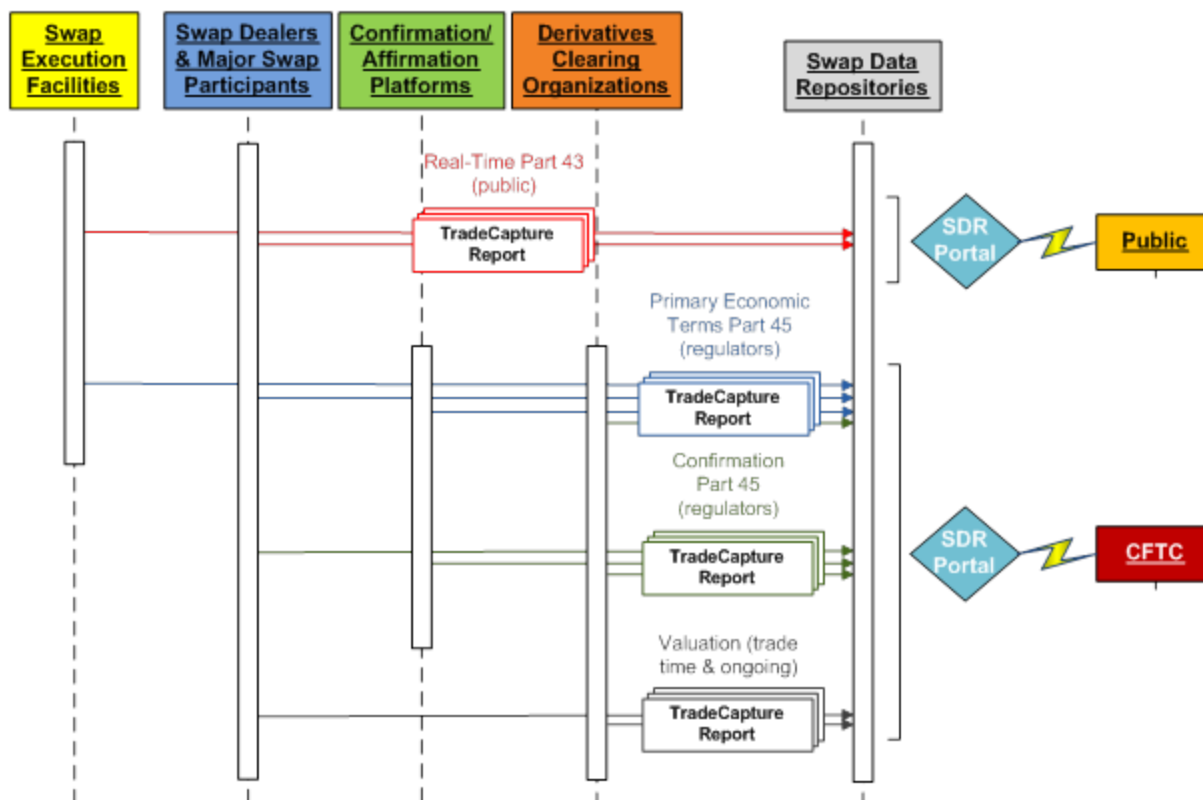 Swap
Execution
Facilities
Swap Dealers
& Major Swap
Participants
Confirmation/
Affirmation
Platforms
Derivatives
Clearing
Organizations
Swap Data
Repositories
Real-Time Part 43
(public)
TradeCapture
Report
SDR
Portal
Public
Primary Economic
Terms Part 45
(regulators)
TradeCapture
Report
Confirmation
Part 45
(regulators)
TradeCapture
Report
SDR
Portal
CFTC
Valuation (trade
time & ongoing)
TradeCapture
Report